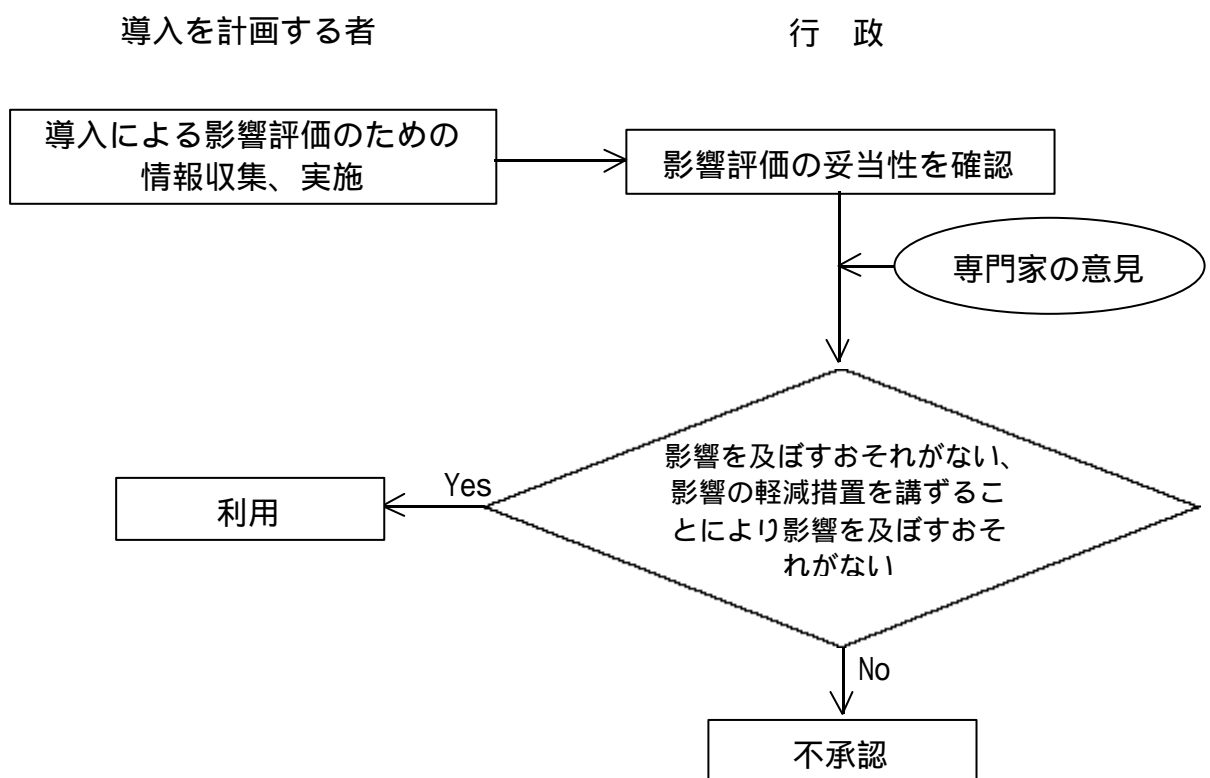 導入を計画する者
行　政
導入による影響評価のための
情報収集、実施
影響評価の妥当性を確認
専門家の意見
影響を及ぼすおそれがない、
影響の軽減措置を講ずるこ
とにより影響を及ぼすおそ
れがない
Yes
利用
No
不承認